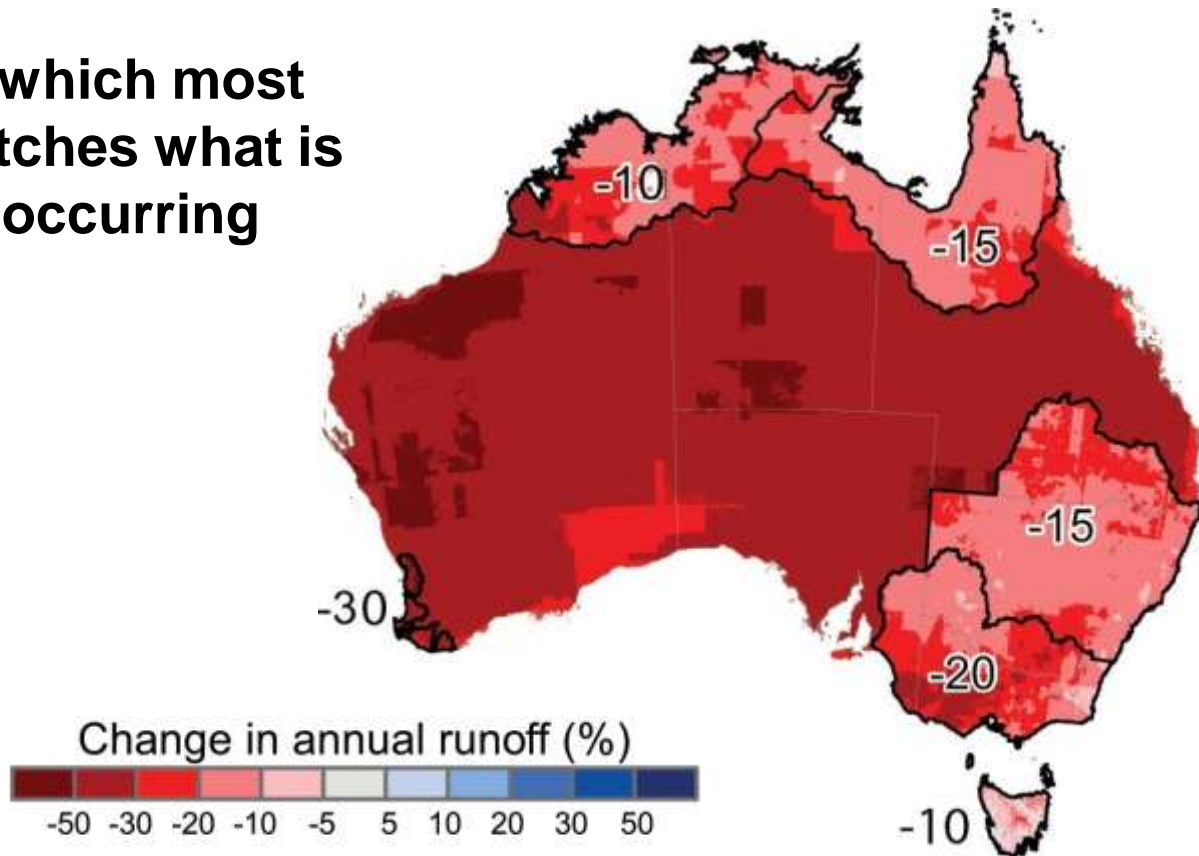 which most
tches what is
occurring
-10
-15
-15
-30
-20
-10
Change in annual runoff (%)
-50 -30 -20 -10 -5 5 10 20 30 50